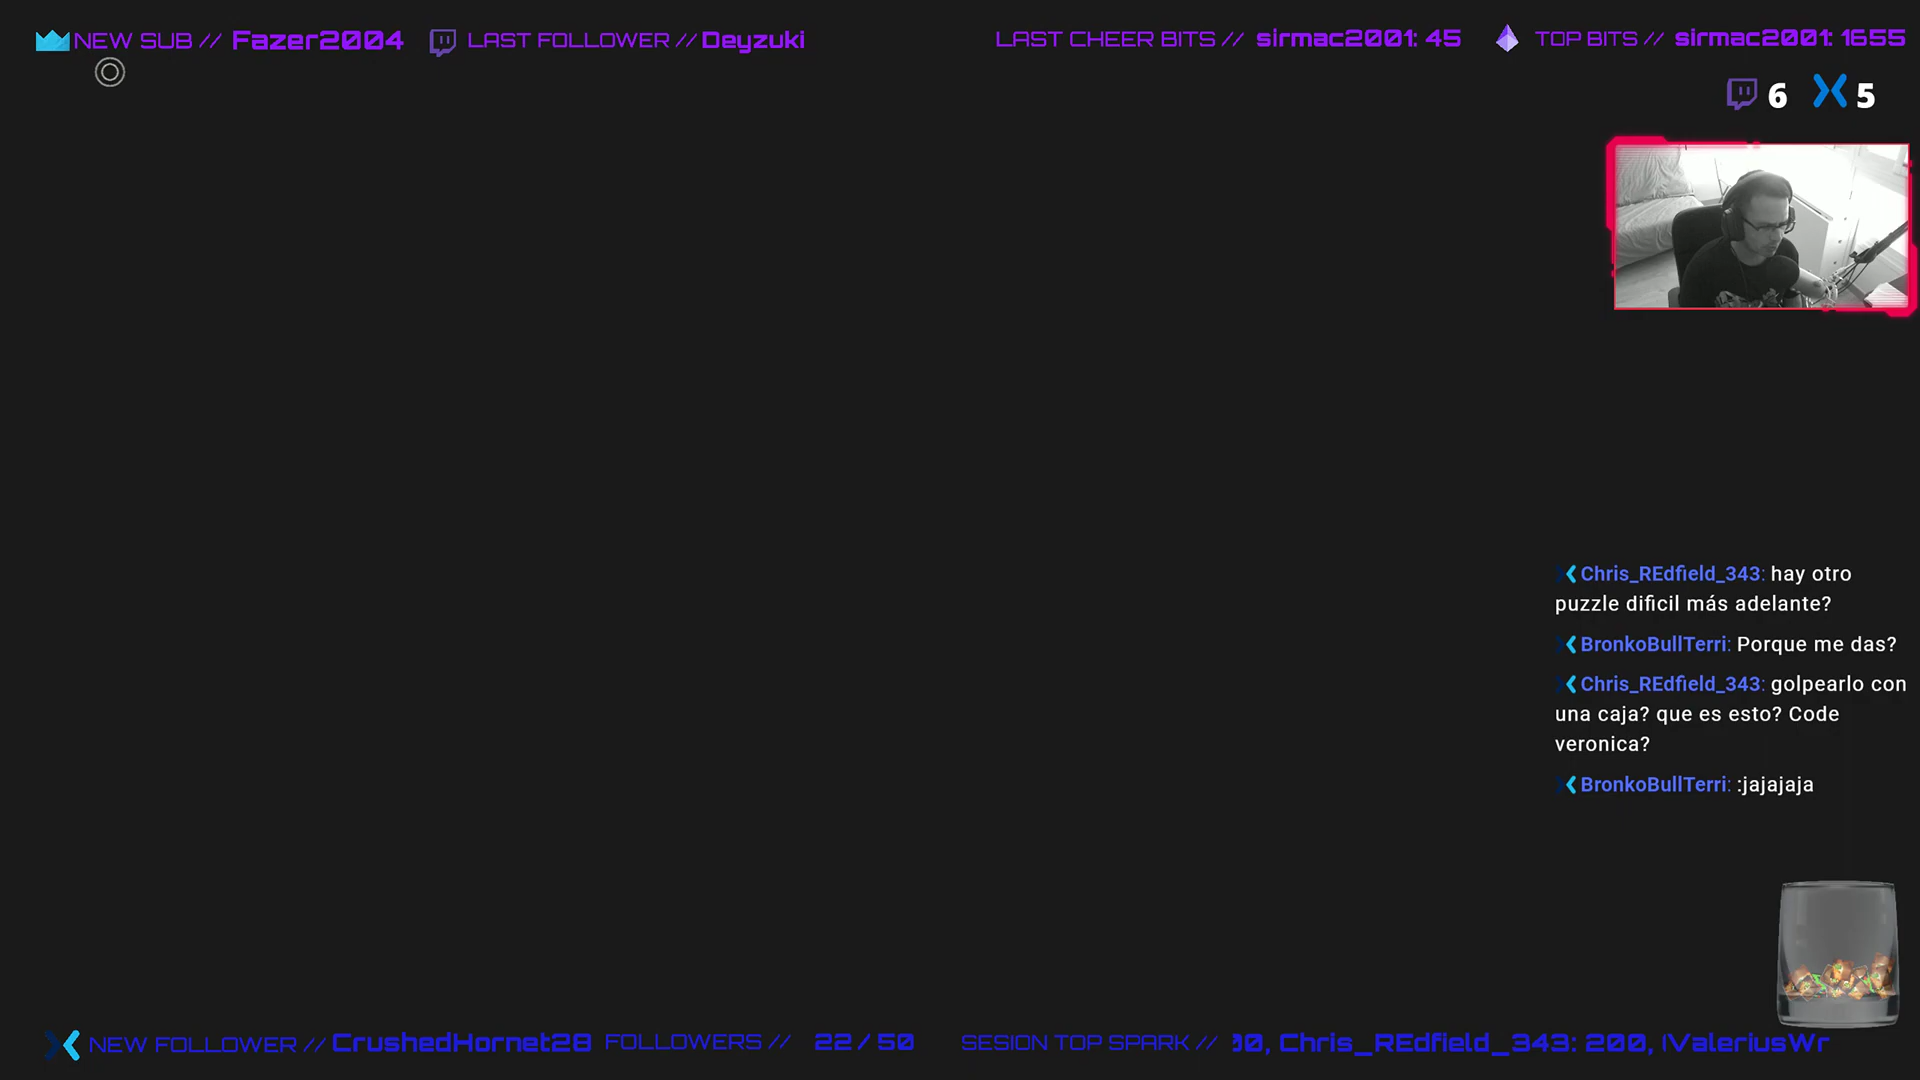 NEW SUB // Fazer2004 LAST FOLLOWER // Deyzuki LAST CHEER BITS // sirmac2001: 45 TOP BITS // sirmac2001: 1655
6 5
Chris_REdfield_343: hay otro
puzzle dificil más adelante?
BronkoBullTerri: Porque me das?
Chris_REdfield_343: golpearlo con
una caja? que es esto? Code
veronica?
BronkoBullTerri: :jajajaja
NEW FOLLOWER // CrushedHornet28 FOLLOWERS // 22 / 50 SESION TOP SPARK // 00, Chris_REdfield_343: 200, IValeriusWr